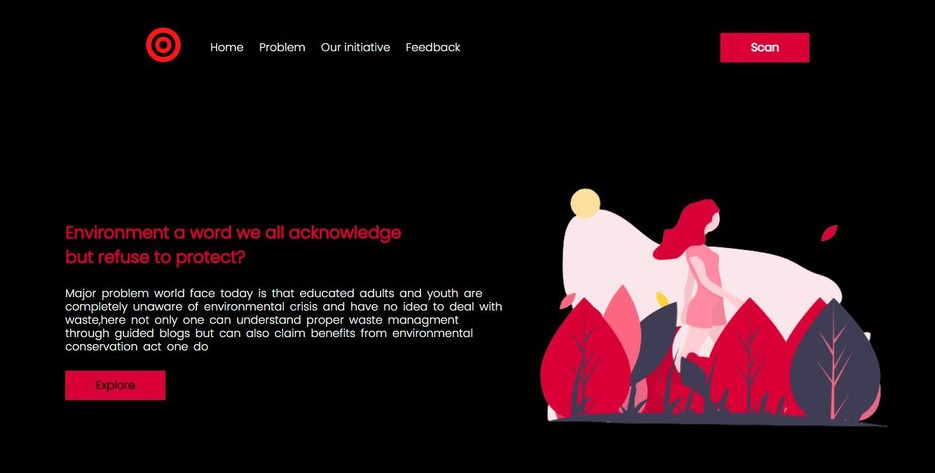 Home Problem Our initiative Feedback Scan
Environment a word we all acknowledge
but refuse to protect?
Major problem world face today is that educated adults and youth are
completely unaware of environmental crisis and have no idea to deal with
waste,here not only one can understand proper waste managment
through guided blogs but can also claim benefits from environmental
conservation act one do
Explore